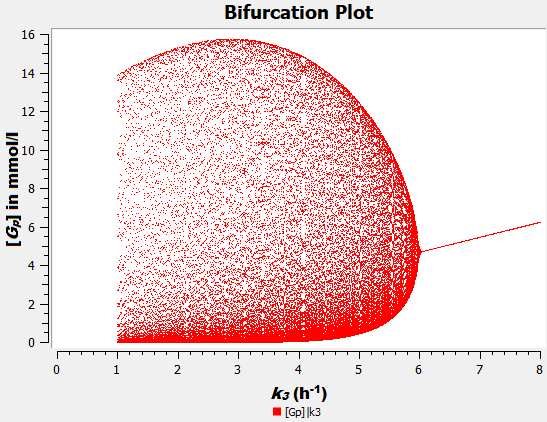 Bifurcation Plot
[Gp] in mmol/l
16
14
12
10
8
6
4
2
0
0 1 2 3 4 5 6 7 8
k3 (h-1)
[Gp]|k3